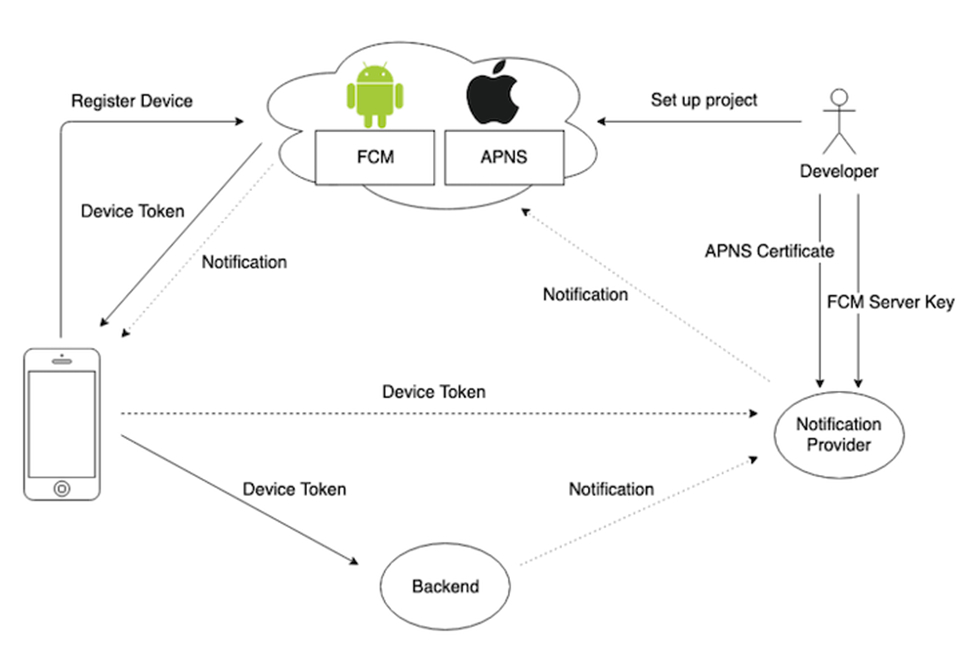 Register Device
Set up project
FCM
APNS
Developer
Device Token
Notification
APNS Certificate
Notification
FCM Server Key
Device Token
Notification
Provider
Device Token
Notification
Backend